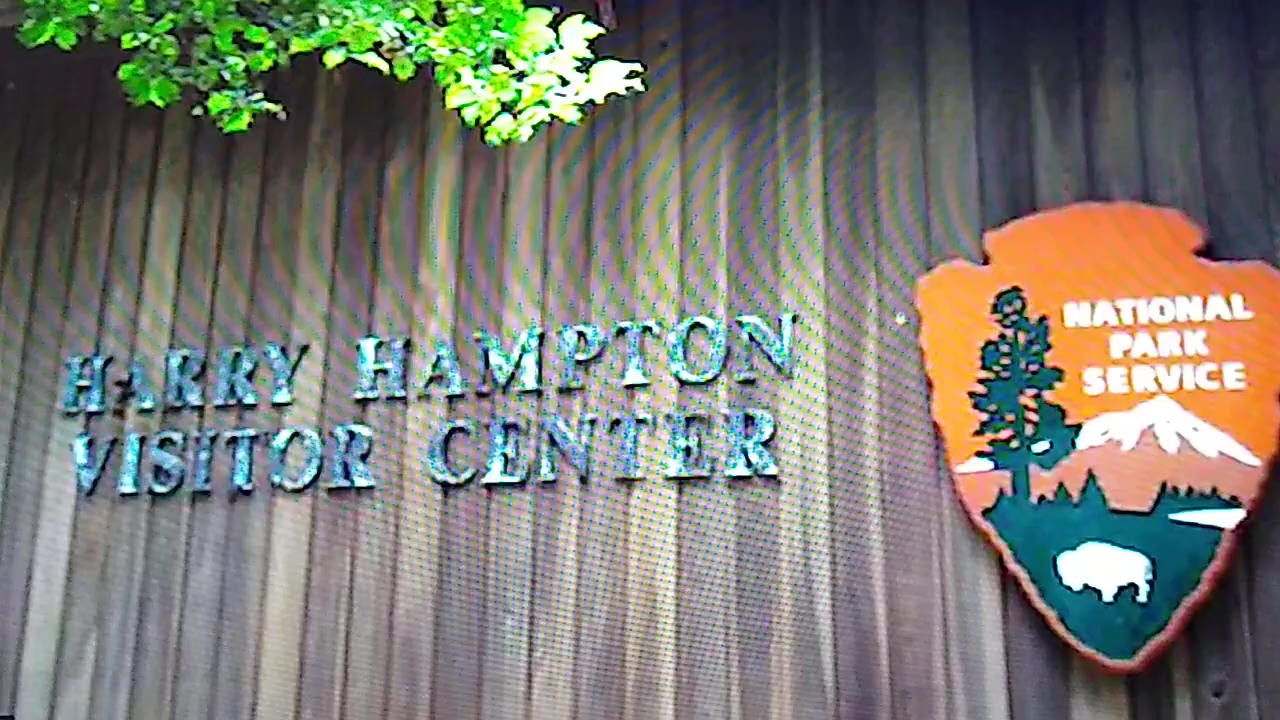 HARRY HAMPTON
VISITOR CENTER
NATIONAL
PARK
SERVICE